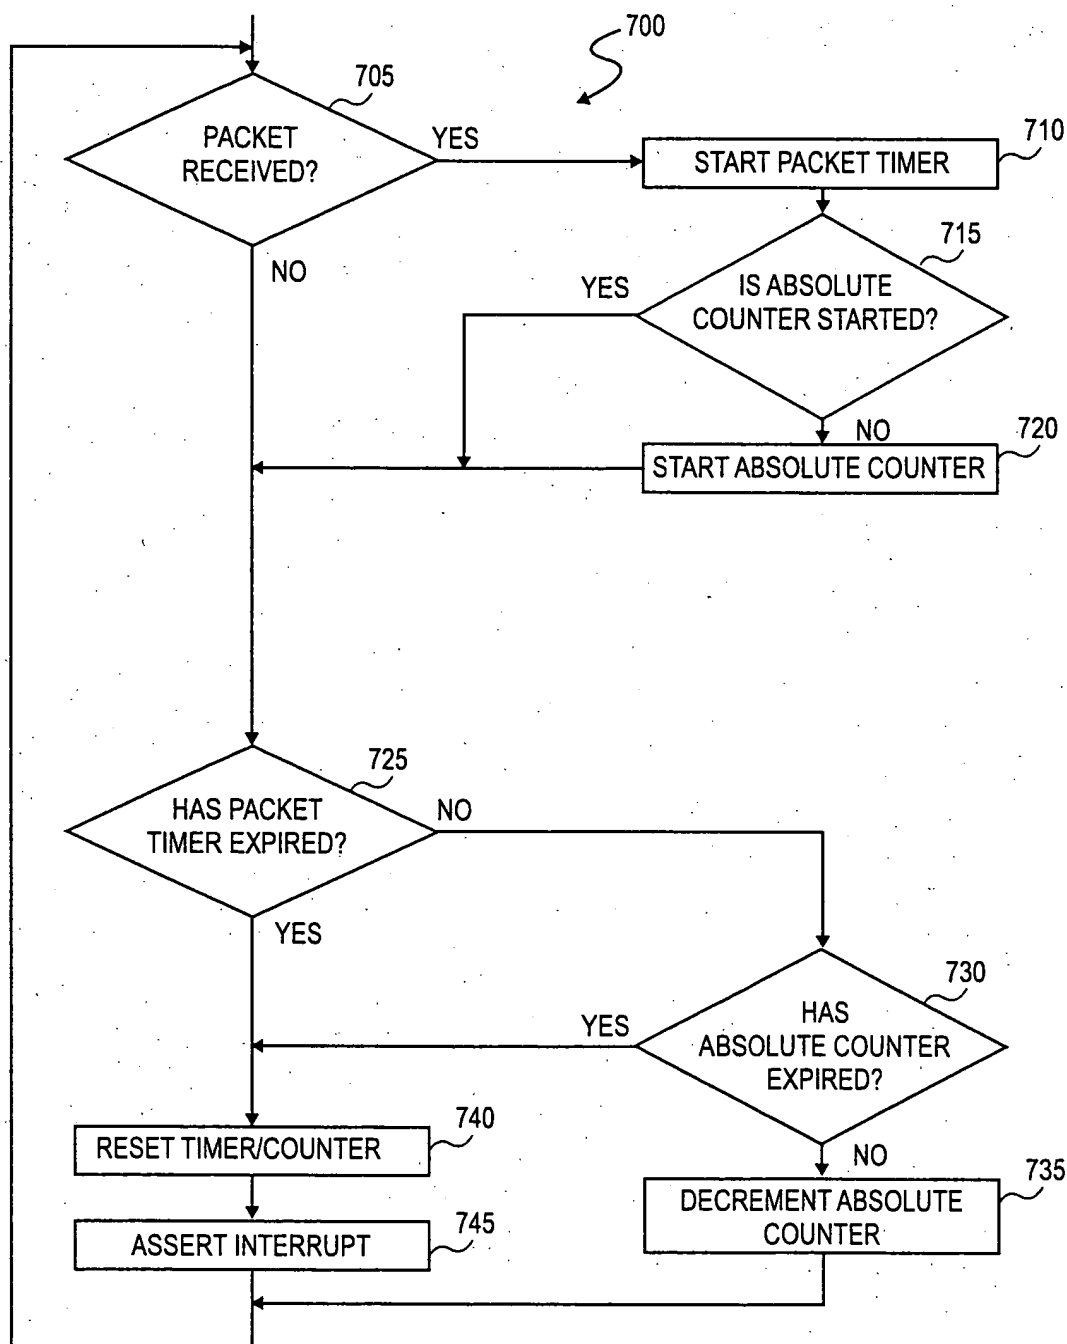 700
705
PACKET
RECEIVED?
YES
NO
710
START PACKET TIMER
715
IS ABSOLUTE
COUNTER STARTED?
YES
NO
720
START ABSOLUTE COUNTER
725
HAS PACKET
TIMER EXPIRED?
NO
YES
730
HAS
ABSOLUTE COUNTER
EXPIRED?
YES
NO
740
RESET TIMER/COUNTER
735
DECREMENT ABSOLUTE
COUNTER
745
ASSERT INTERRUPT